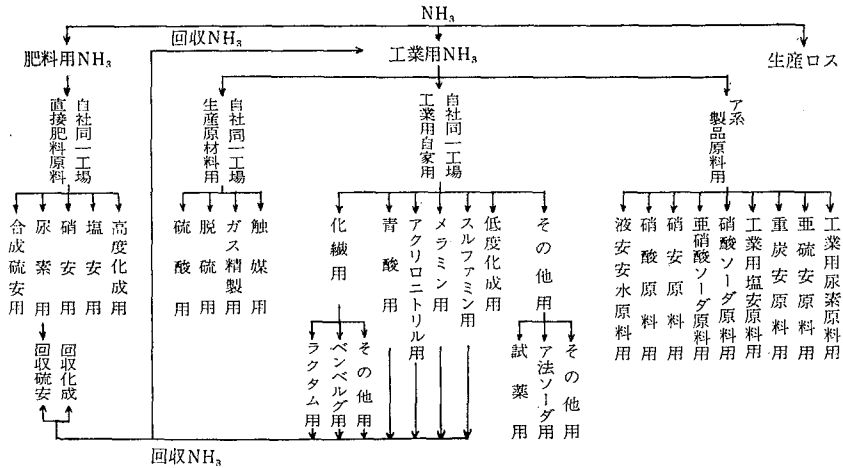 NH₃
肥料用NH₃
回収NH₃
工業用NH₃
生産ロス
自社同一工場
直接肥料原料
自社同一工場
生産原材料用
自社同一工場
工業用自家用
ア系
製品原料用
合成硫安用
尿素用
硝安用
塩安用
高度化成用
硫酸用
脱硫用
ガス精製用
触媒用
化繊用
青酸用
アクリロニトリル用
メラミン用
スルファミン用
低度化成用
その他用
液安安水原料用
硝酸原料用
硝安原料用
亜硝酸ソーダ原料用
硝酸ソーダ原料用
工業用塩安原料用
重炭安原料用
亜硫安原料用
工業用尿素原料用
回収硫安
回収化成
ラクタム用
ベンベルグ用
その他用
試薬用
ア法ソーダ用
その他用
回収NH₃